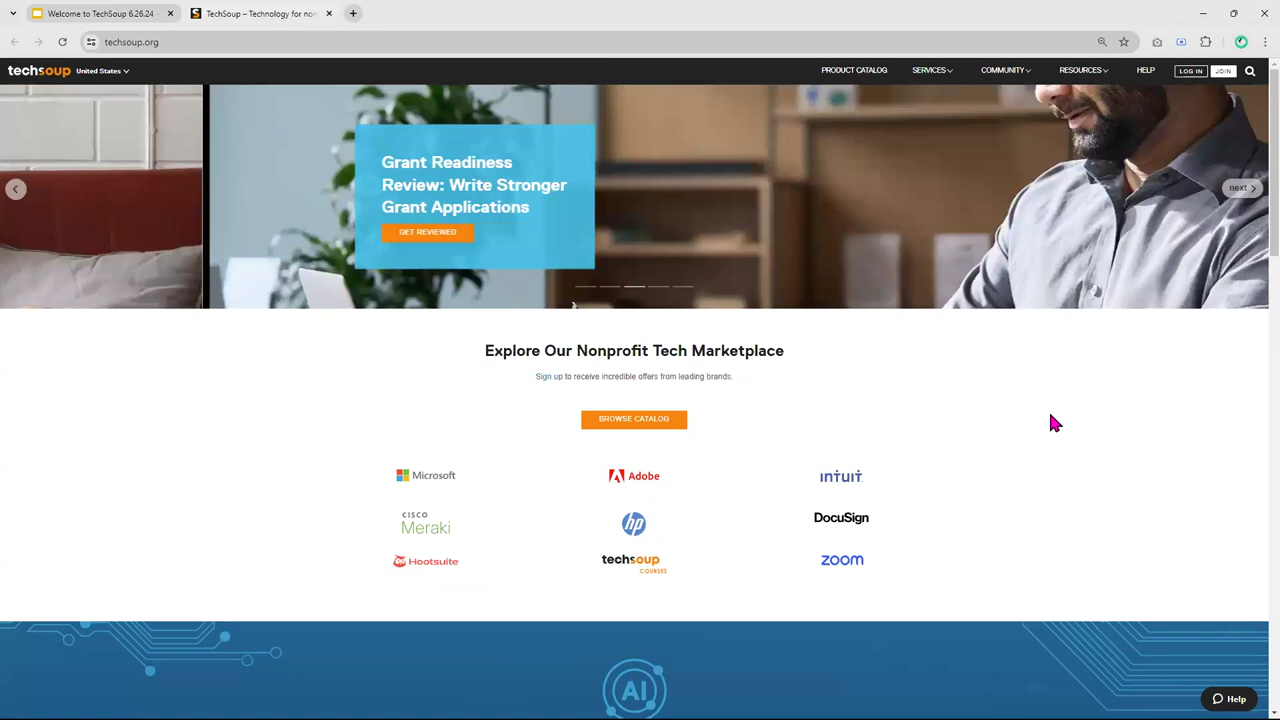 Welcome to TechSoup 6.26.24 -
TechSoup – Technology for non
techsoup.org
techsoup
United States
PRODUCT CATALOG
SERVICES
COMMUNITY
RESOURCES
HELP
LOG IN
JOIN
Grant Readiness
Review: Write Stronger
Grant Applications
GET REVIEWED
next
Explore Our Nonprofit Tech Marketplace
Sign up to receive incredible offers from leading brands.
BROWSE CATALOG
Microsoft
Adobe
INTUIT
CISCO
Meraki
hp
DocuSign
Hootsuite
techsoup
COURSES
zoom
AI
Help